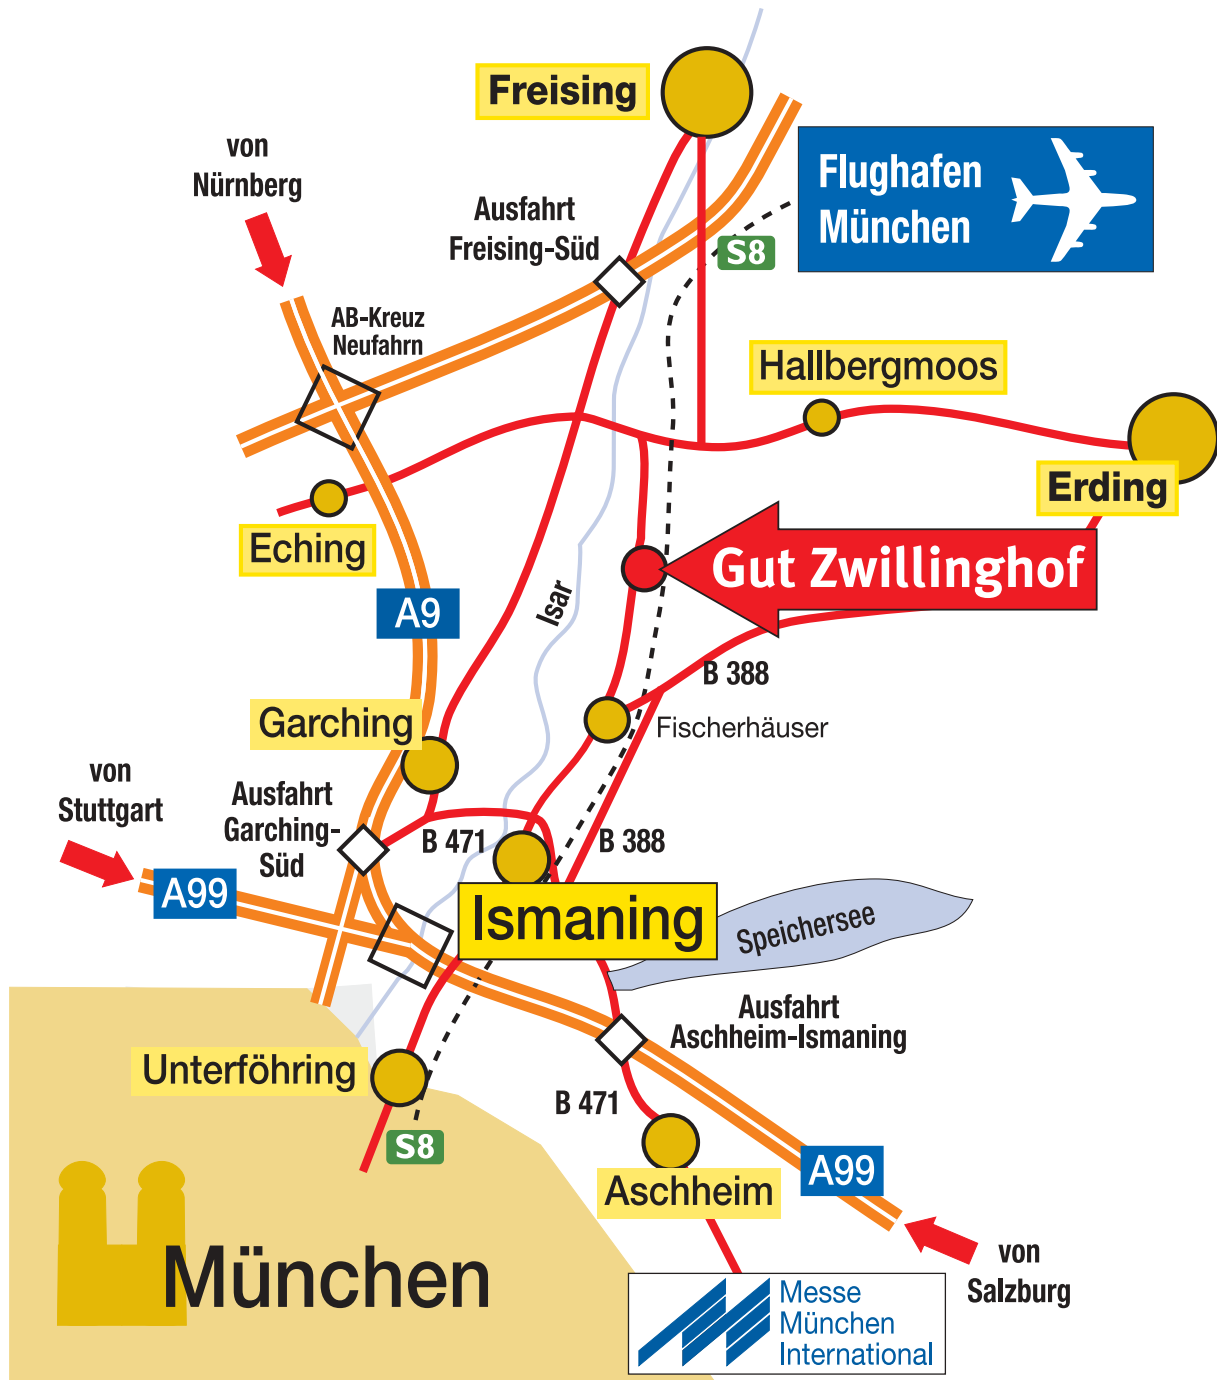 Freising
von
Nürnberg
Flughafen
München
Ausfahrt
Freising-Süd
S8
AB-Kreuz
Neufahrn
Hallbergmoos
Erding
Eching
Gut Zwillinghof
Isar
A9
B 388
Garching
Fischerhäuser
von
Stuttgart
Ausfahrt
Garching-
Süd
B 471
B 388
A99
Ismaning
Speichersee
Ausfahrt
Aschheim-Ismaning
Unterföhring
B 471
S8
A99
Aschheim
München
von
Salzburg
Messe
München
International